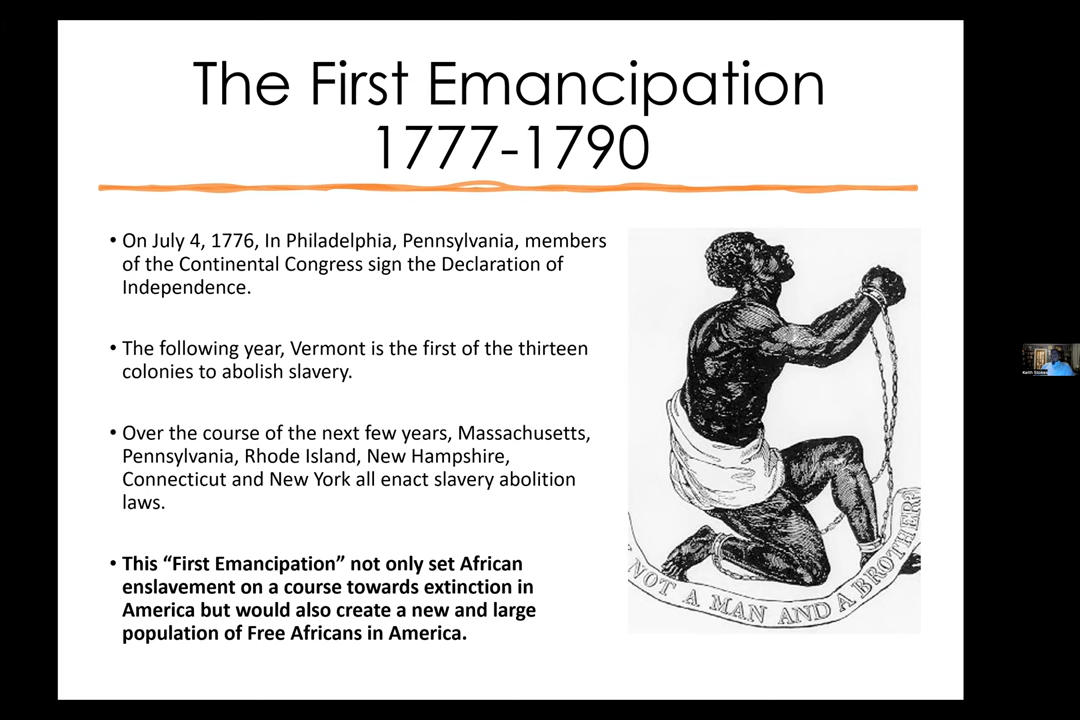 The First Emancipation
1777-1790
• On July 4, 1776, In Philadelphia, Pennsylvania, members
of the Continental Congress sign the Declaration of
Independence.
• The following year, Vermont is the first of the thirteen
colonies to abolish slavery.
• Over the course of the next few years, Massachusetts,
Pennsylvania, Rhode Island, New Hampshire,
Connecticut and New York all enact slavery abolition
laws.
• This “First Emancipation” not only set African
enslavement on a course towards extinction in
America but would also create a new and large
population of Free Africans in America.
NOT A MAN AND A BROTHER?
Keith Stokes